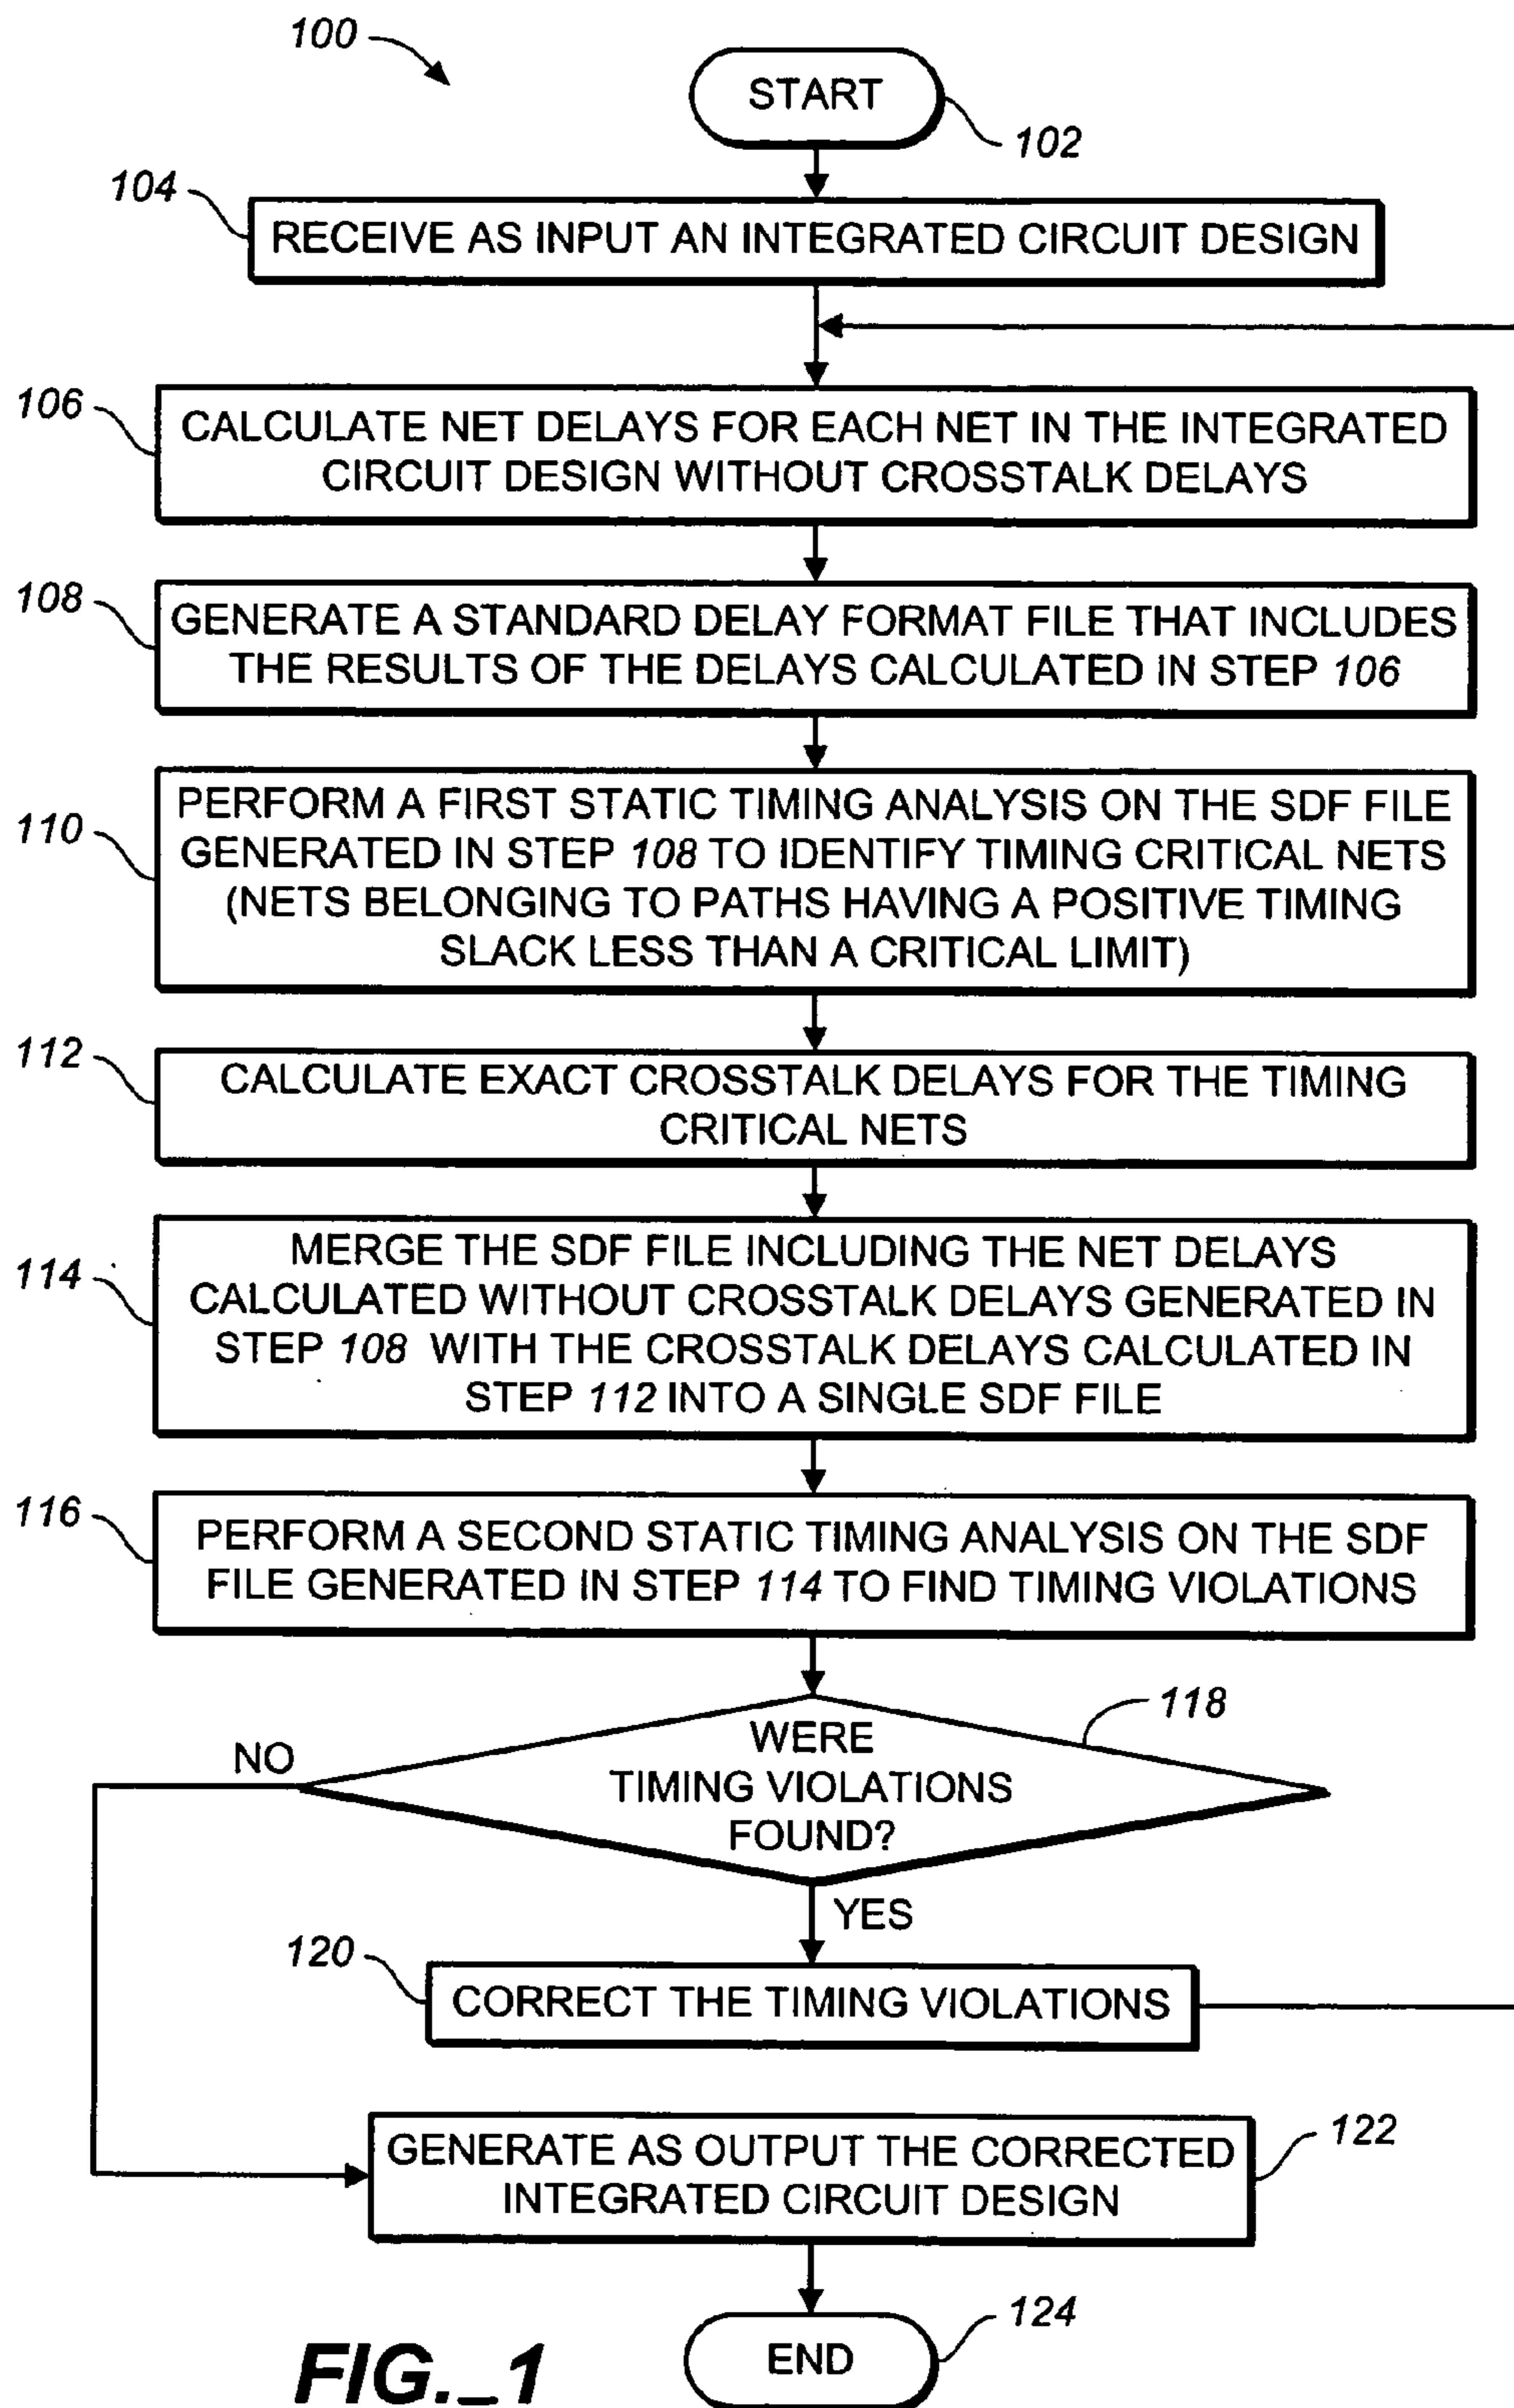 100
START
102
104
RECEIVE AS INPUT AN INTEGRATED CIRCUIT DESIGN
106
CALCULATE NET DELAYS FOR EACH NET IN THE INTEGRATED
CIRCUIT DESIGN WITHOUT CROSSTALK DELAYS
108
GENERATE A STANDARD DELAY FORMAT FILE THAT INCLUDES
THE RESULTS OF THE DELAYS CALCULATED IN STEP 106
110
PERFORM A FIRST STATIC TIMING ANALYSIS ON THE SDF FILE
GENERATED IN STEP 108 TO IDENTIFY TIMING CRITICAL NETS
(NETS BELONGING TO PATHS HAVING A POSITIVE TIMING
SLACK LESS THAN A CRITICAL LIMIT)
112
CALCULATE EXACT CROSSTALK DELAYS FOR THE TIMING
CRITICAL NETS
114
MERGE THE SDF FILE INCLUDING THE NET DELAYS
CALCULATED WITHOUT CROSSTALK DELAYS GENERATED IN
STEP 108 WITH THE CROSSTALK DELAYS CALCULATED IN
STEP 112 INTO A SINGLE SDF FILE
116
PERFORM A SECOND STATIC TIMING ANALYSIS ON THE SDF
FILE GENERATED IN STEP 114 TO FIND TIMING VIOLATIONS
118
NO
WERE
TIMING VIOLATIONS
FOUND?
YES
120
CORRECT THE TIMING VIOLATIONS
122
GENERATE AS OUTPUT THE CORRECTED
INTEGRATED CIRCUIT DESIGN
124
END
FIG._1